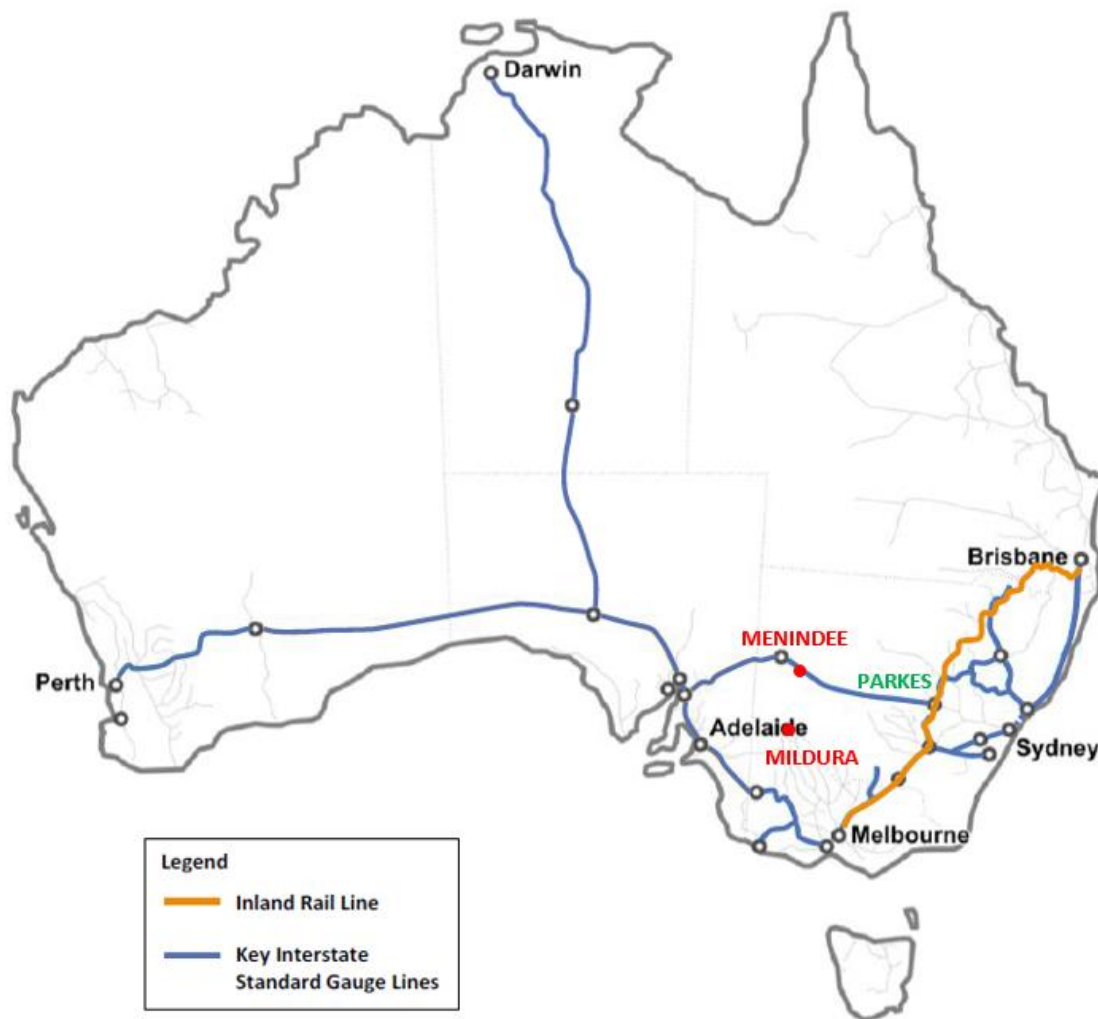 Darwin
Brisbane
MENINDEE
Perth
PARKES
Adelaide
Sydney
MILDURA
Melbourne
Legend
Inland Rail Line
Key Interstate
Standard Gauge Lines